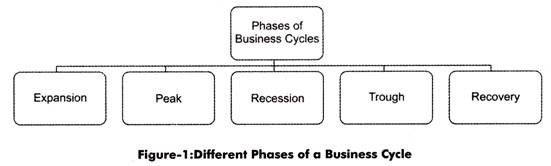 Phases of
Business Cycles
Expansion
Peak
Recession
Trough
Recovery
Figure-1:Different Phases of a Business Cycle